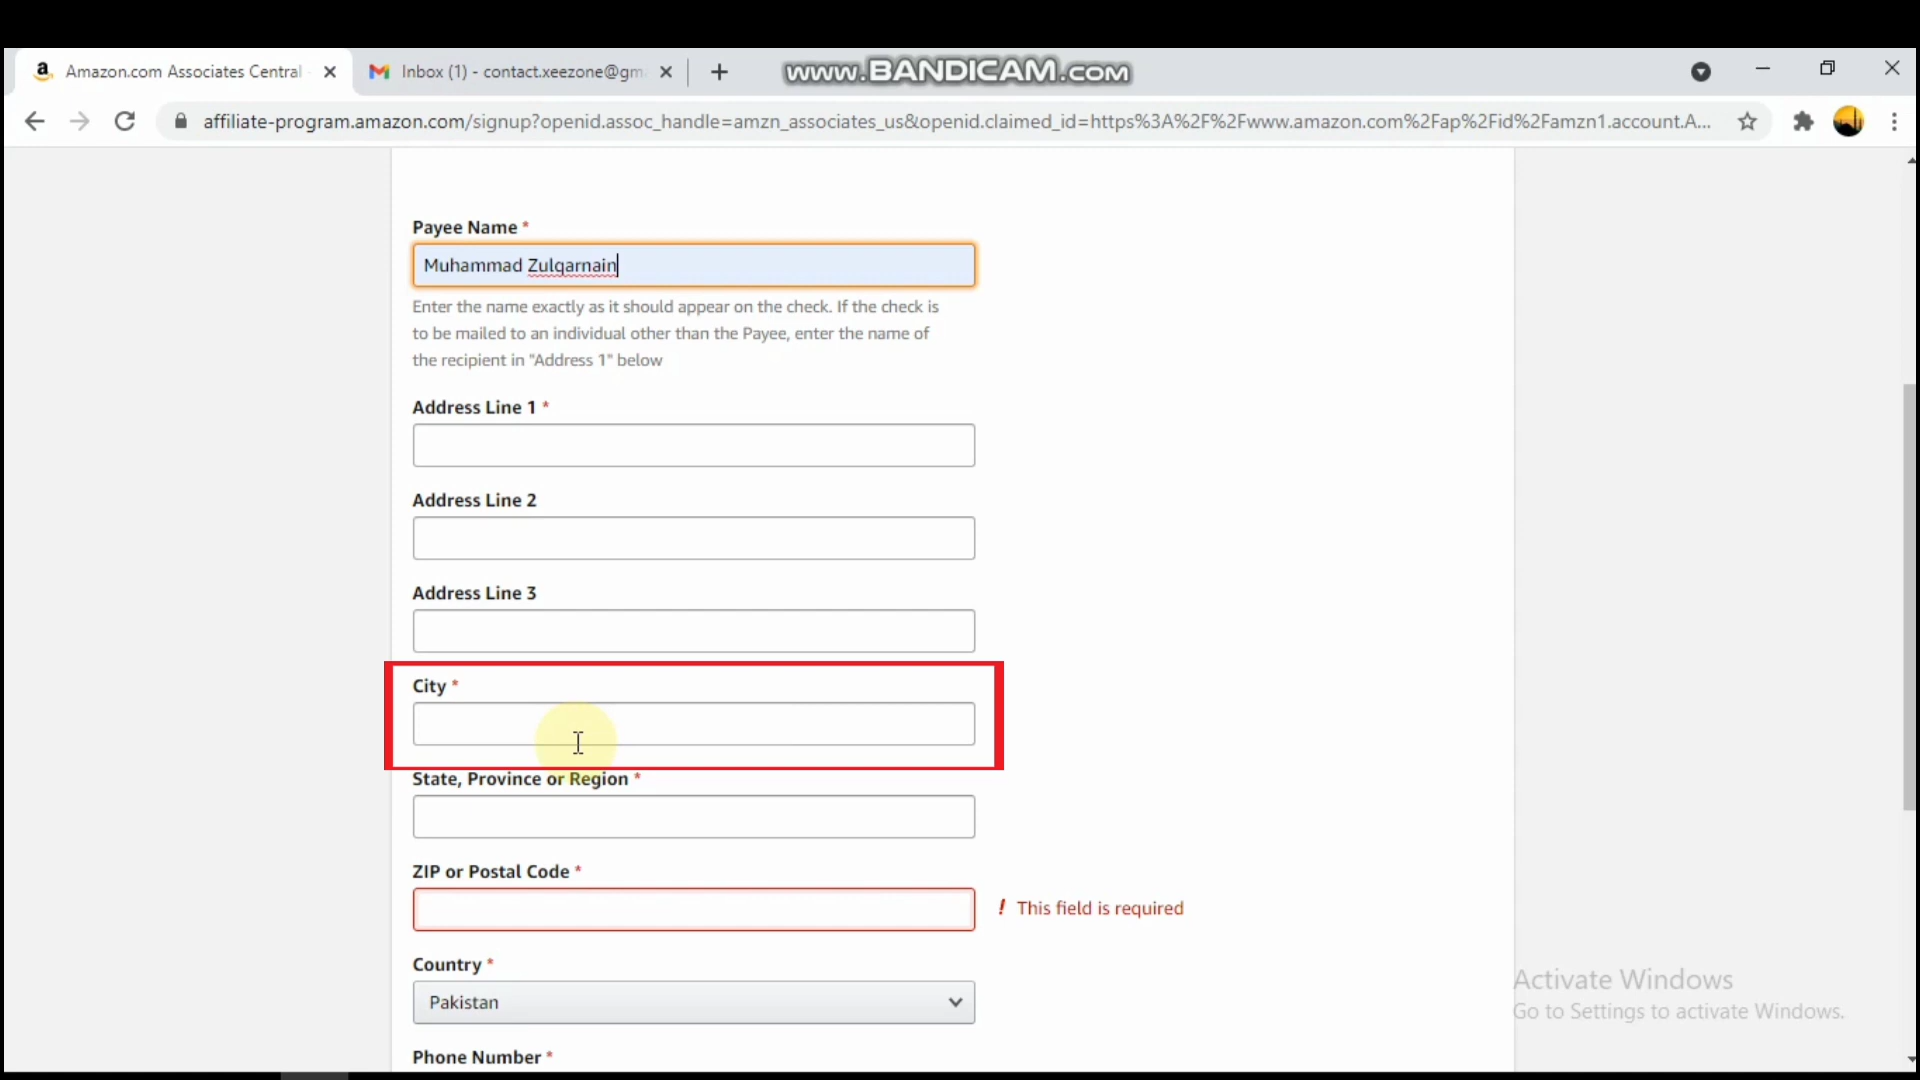 Amazon.com Associates Central
Inbox (1) - contact.xeezone@gm
www.BANDICAM.com
affiliate-program.amazon.com/signup?openid.assoc_handle=amzn_associates_us&openid.claimed_id=https%3A%2F%2Fwww.amazon.com%2Fap%2Fid%2Famzn1.account.A...
Payee Name *
Muhammad Zulqarnain
Enter the name exactly as it should appear on the check. If the check is
to be mailed to an individual other than the Payee, enter the name of
the recipient in "Address 1" below
Address Line 1 *
Address Line 2
Address Line 3
City *
State, Province or Region *
ZIP or Postal Code *
! This field is required
Country *
Pakistan
Phone Number *
Activate Windows
Go to Settings to activate Windows.